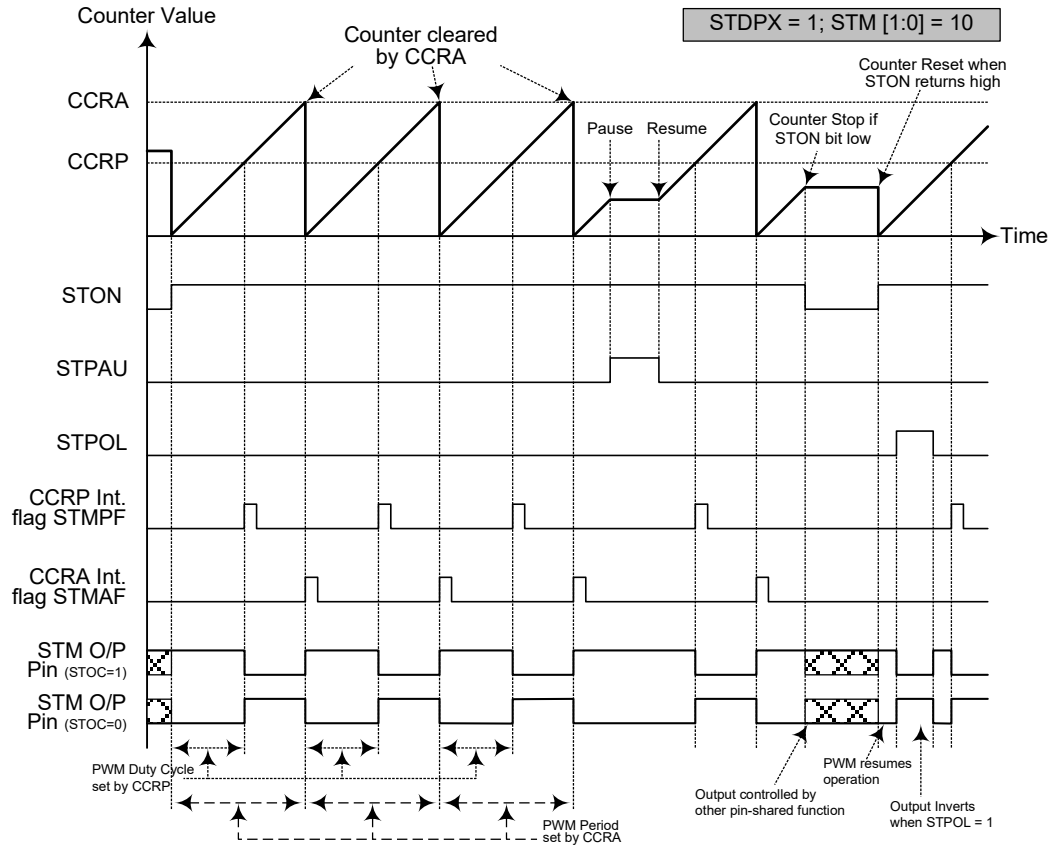 Counter Value
STDPX = 1; STM [1:0] = 10
Counter cleared
by CCRA
Counter Reset when
STON returns high
CCRA
Pause
Resume
Counter Stop if
STON bit low
CCRP
Time
STON
STPAU
STPOL
CCRP Int.
flag STMPF
CCRA Int.
flag STMAF
STM O/P
Pin (STOC=1)
STM O/P
Pin (STOC=0)
PWM Duty Cycle
set by CCRP
PWM resumes
operation
Output controlled by
other pin-shared function
Output Inverts
when STPOL = 1
PWM Period
set by CCRA